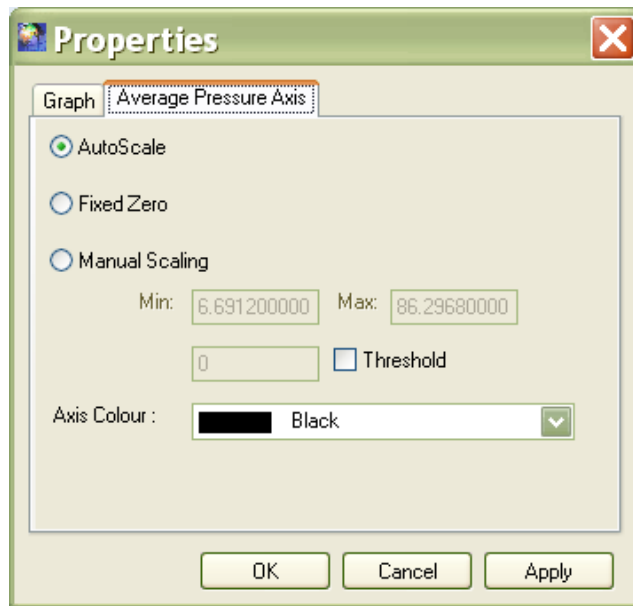 Properties
Graph Average Pressure Axis
AutoScale
Fixed Zero
Manual Scaling
Min: 6.691200000 Max: 86.29680000
0 Threshold
Axis Colour : Black
OK Cancel Apply